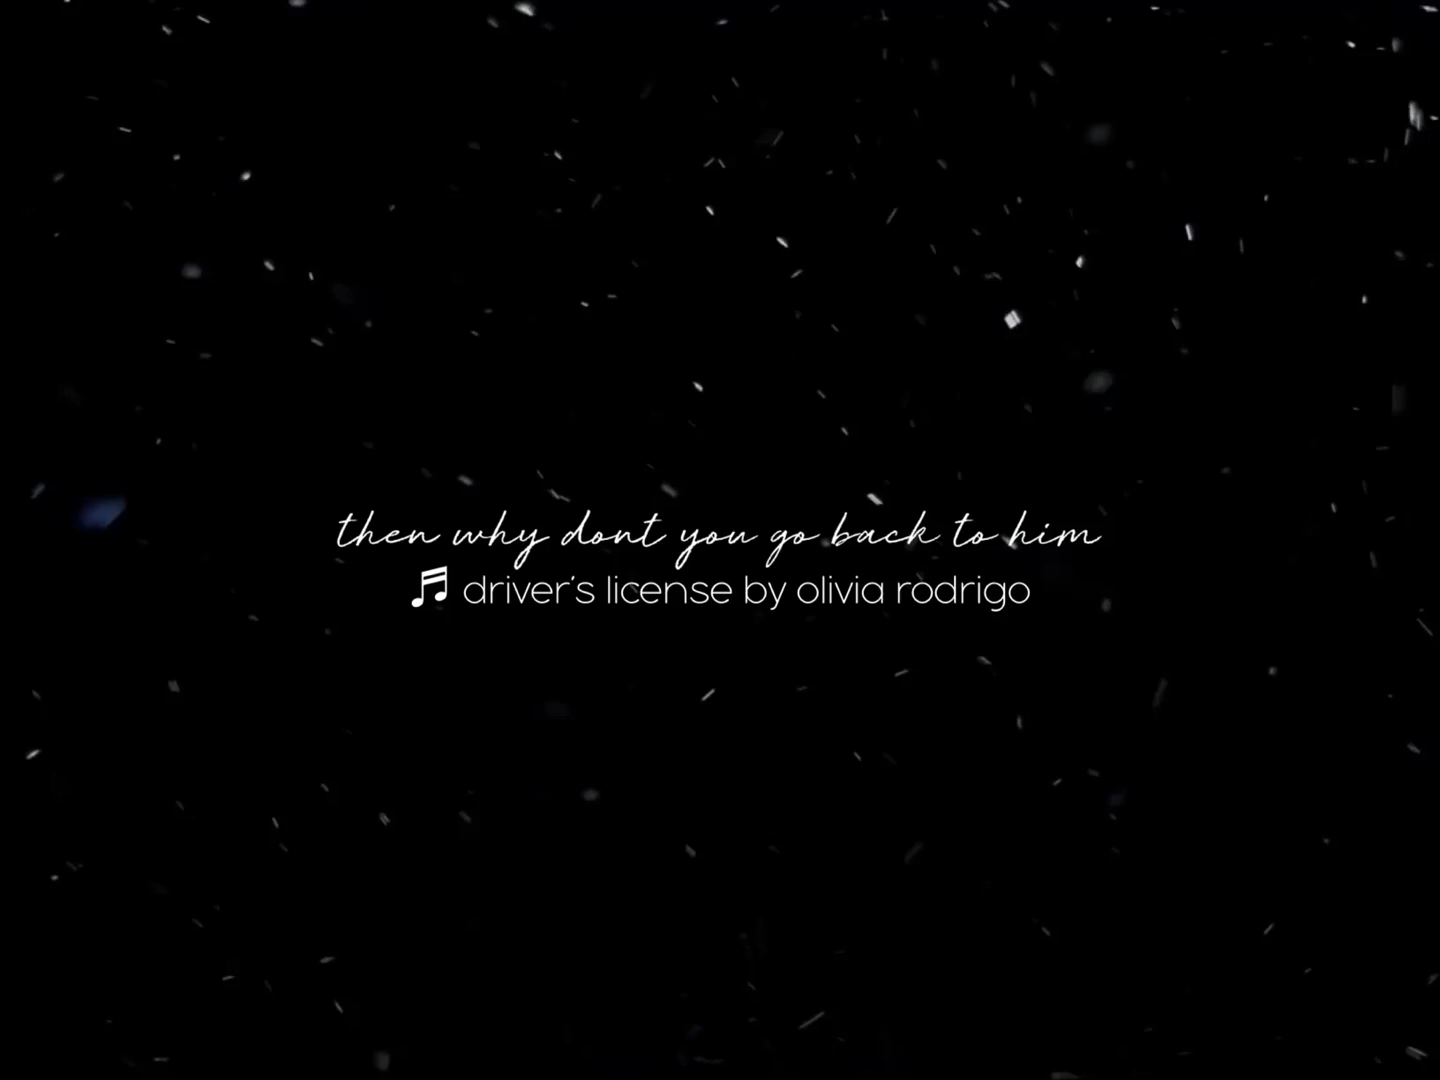 then why dont you go back to him
🎵 driver's license by olivia rodrigo